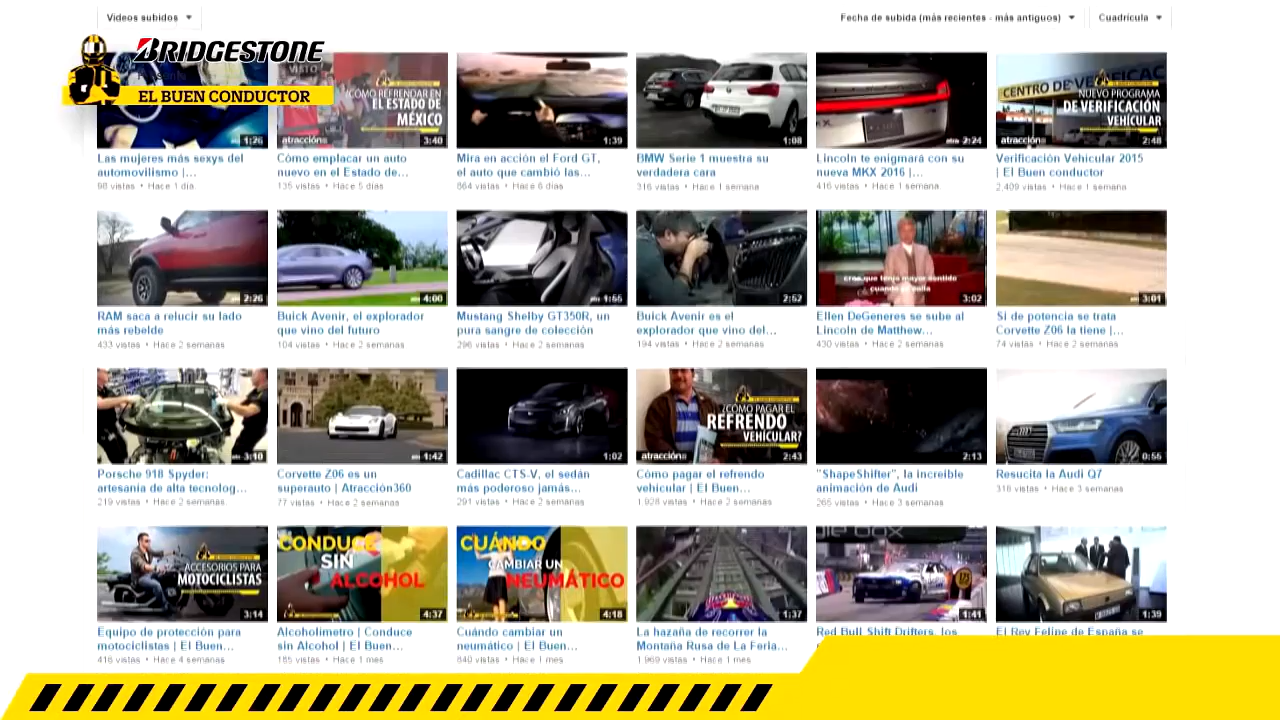 Videos subidos
Fecha de subida (más recientes - más antiguos)
Cuadrícula
BRIDGESTONE
EL BUEN CONDUCTOR
1:26
¿CÓMO REFRENDAR EN
EL ESTADO DE
MÉXICO
atracción
3:40
1:39
1:08
2:24
CENTRO DE VERIFICAC
NUEVO PROGRAMA
DE VERIFICACIÓN
VEHICULAR
atracción
2:48
Las mujeres más sexys del
automovilismo |...
98 vistas • Hace 1 día
Cómo emplacar un auto
nuevo en el Estado de...
135 vistas • Hace 5 días
Mira en acción el Ford GT,
el auto que cambió las...
864 vistas • Hace 6 días
BMW Serie 1 muestra su
verdadera cara
316 vistas • Hace 1 semana
Lincoln te enigmará con su
nueva MKX 2016 |...
416 vistas • Hace 1 semana
Verificación Vehicular 2015
| El Buen conductor
2,409 vistas • Hace 1 semana
2:26
4:00
1:55
2:52
cree que tenga mayor sentido
3:02
3:01
RAM saca a relucir su lado
más rebelde
433 vistas • Hace 2 semanas
Buick Avenir, el explorador
que vino del futuro
104 vistas • Hace 2 semanas
Mustang Shelby GT350R, un
pura sangre de colección
296 vistas • Hace 2 semanas
Buick Avenir es el
explorador que vino del...
194 vistas • Hace 2 semanas
Ellen DeGeneres se sube al
Lincoln de Matthew...
430 vistas • Hace 2 semanas
Si de potencia se trata
Corvette Z06 la tiene |...
74 vistas • Hace 2 semanas
3:10
1:42
1:02
EL BUEN CONDUCTOR
¿CÓMO PAGAR EL
REFRENDO
VEHICULAR?
atracción
2:43
2:13
0:55
Porsche 918 Spyder:
artesanía de alta tecnolog...
219 vistas • Hace 2 semanas
Corvette Z06 es un
superauto | Atracción360
77 vistas • Hace 2 semanas
Cadillac CTS-V, el sedán
más poderoso jamás...
291 vistas • Hace 2 semanas
Cómo pagar el refrendo
vehicular | El Buen...
1 928 vistas • Hace 2 semanas
"ShapeShifter", la increíble
animación de Audi
265 vistas • Hace 3 semanas
Resucita la Audi Q7
318 vistas • Hace 3 semanas
EL BUEN CONDUCTOR
ACCESORIOS PARA
MOTOCICLISTAS
3:14
CONDUCE
SIN
ALCOHOL
4:37
CUÁNDO
CAMBIAR UN
NEUMÁTICO
4:18
1:37
1:41
1:39
Equipo de protección para
motociclistas | El Buen...
416 vistas • Hace 4 semanas
Alcoholímetro | Conduce
sin Alcohol | El Buen...
185 vistas • Hace 1 mes
Cuándo cambiar un
neumático | El Buen...
840 vistas • Hace 1 mes
La hazaña de recorrer la
Montaña Rusa de La Feria...
1 969 vistas • Hace 1 mes
Red Bull Shift Drifters, los
El Rey Felipe de España se